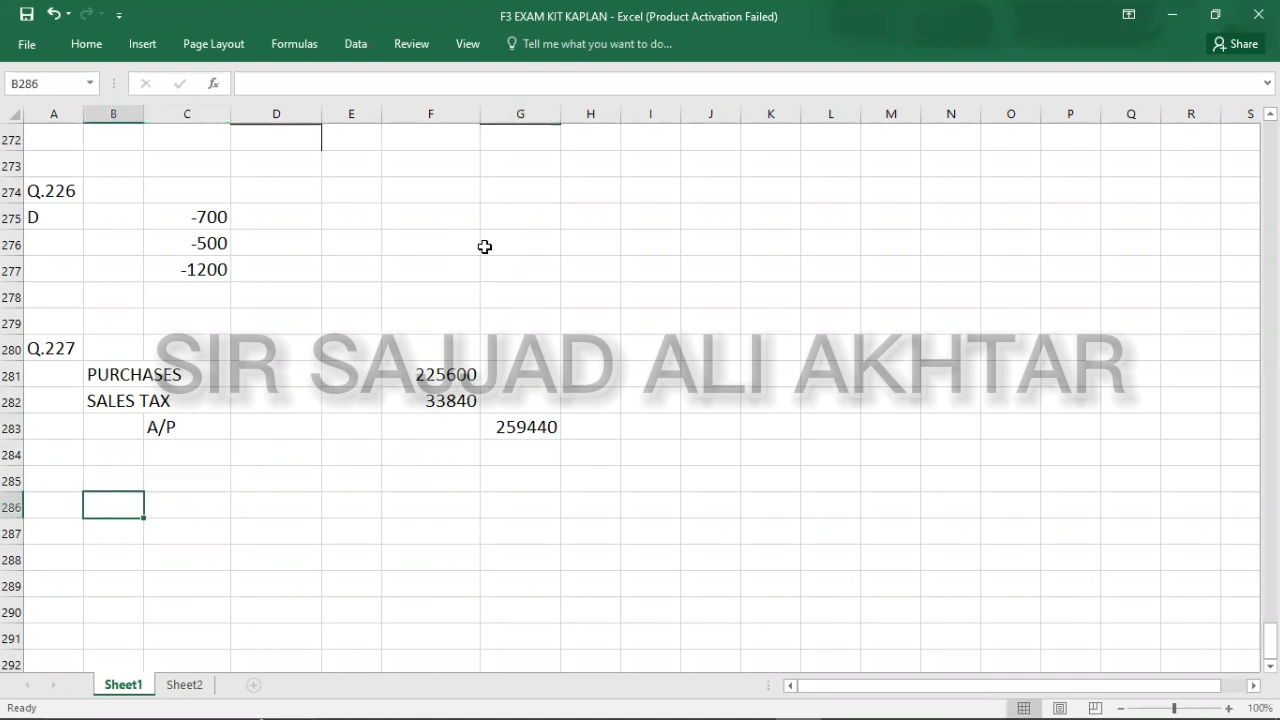 F3 EXAM KIT KAPLAN - Excel (Product Activation Failed)
File Home Insert Page Layout Formulas Data Review View Tell me what you want to do... Share
B286 fx
A B C D E F G H I J K L M N O P Q R S
272
273
274 Q.226
275 D -700
276 -500
277 -1200
278
279
280 Q.227
SIR SAJJAD ALI AKHTAR
281 PURCHASES 225600
282 SALES TAX 33840
283 A/P 259440
284
285
286
287
288
289
290
291
292
Sheet1 Sheet2
Ready 100%